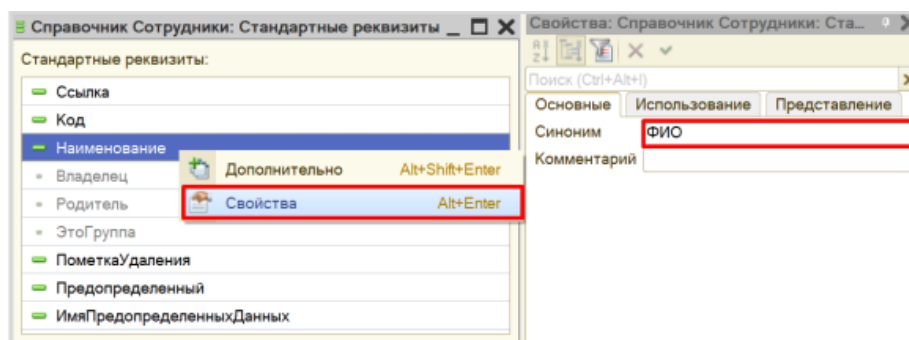 Справочник Сотрудники: Стандартные реквизиты
Стандартные реквизиты:
Ссылка
Код
Наименование
Владелец
Родитель
ЭтоГруппа
ПометкаУдаления
Предопределенный
ИмяПредопределенныхДанных
Дополнительно Alt+Shift+Enter
Свойства Alt+Enter
Свойства: Справочник Сотрудники: Ста...
Поиск (Ctrl+Alt+I)
Основные Использование Представление
Синоним ФИО
Комментарий